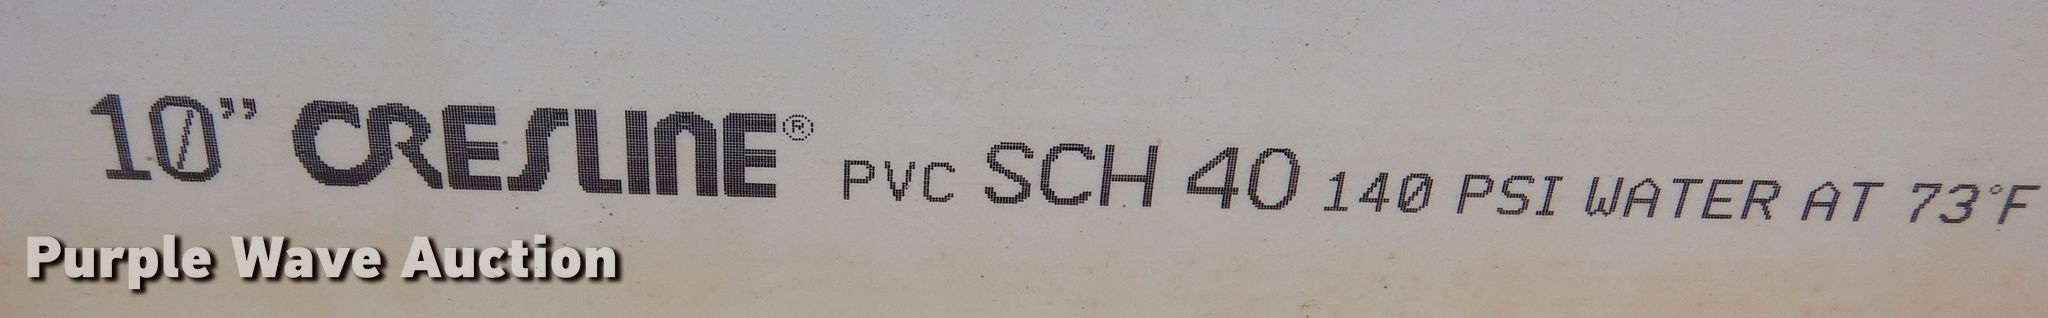 10” CRESLINE® PVC SCH 40 140 PSI WATER AT 73°F
Purple Wave Auction